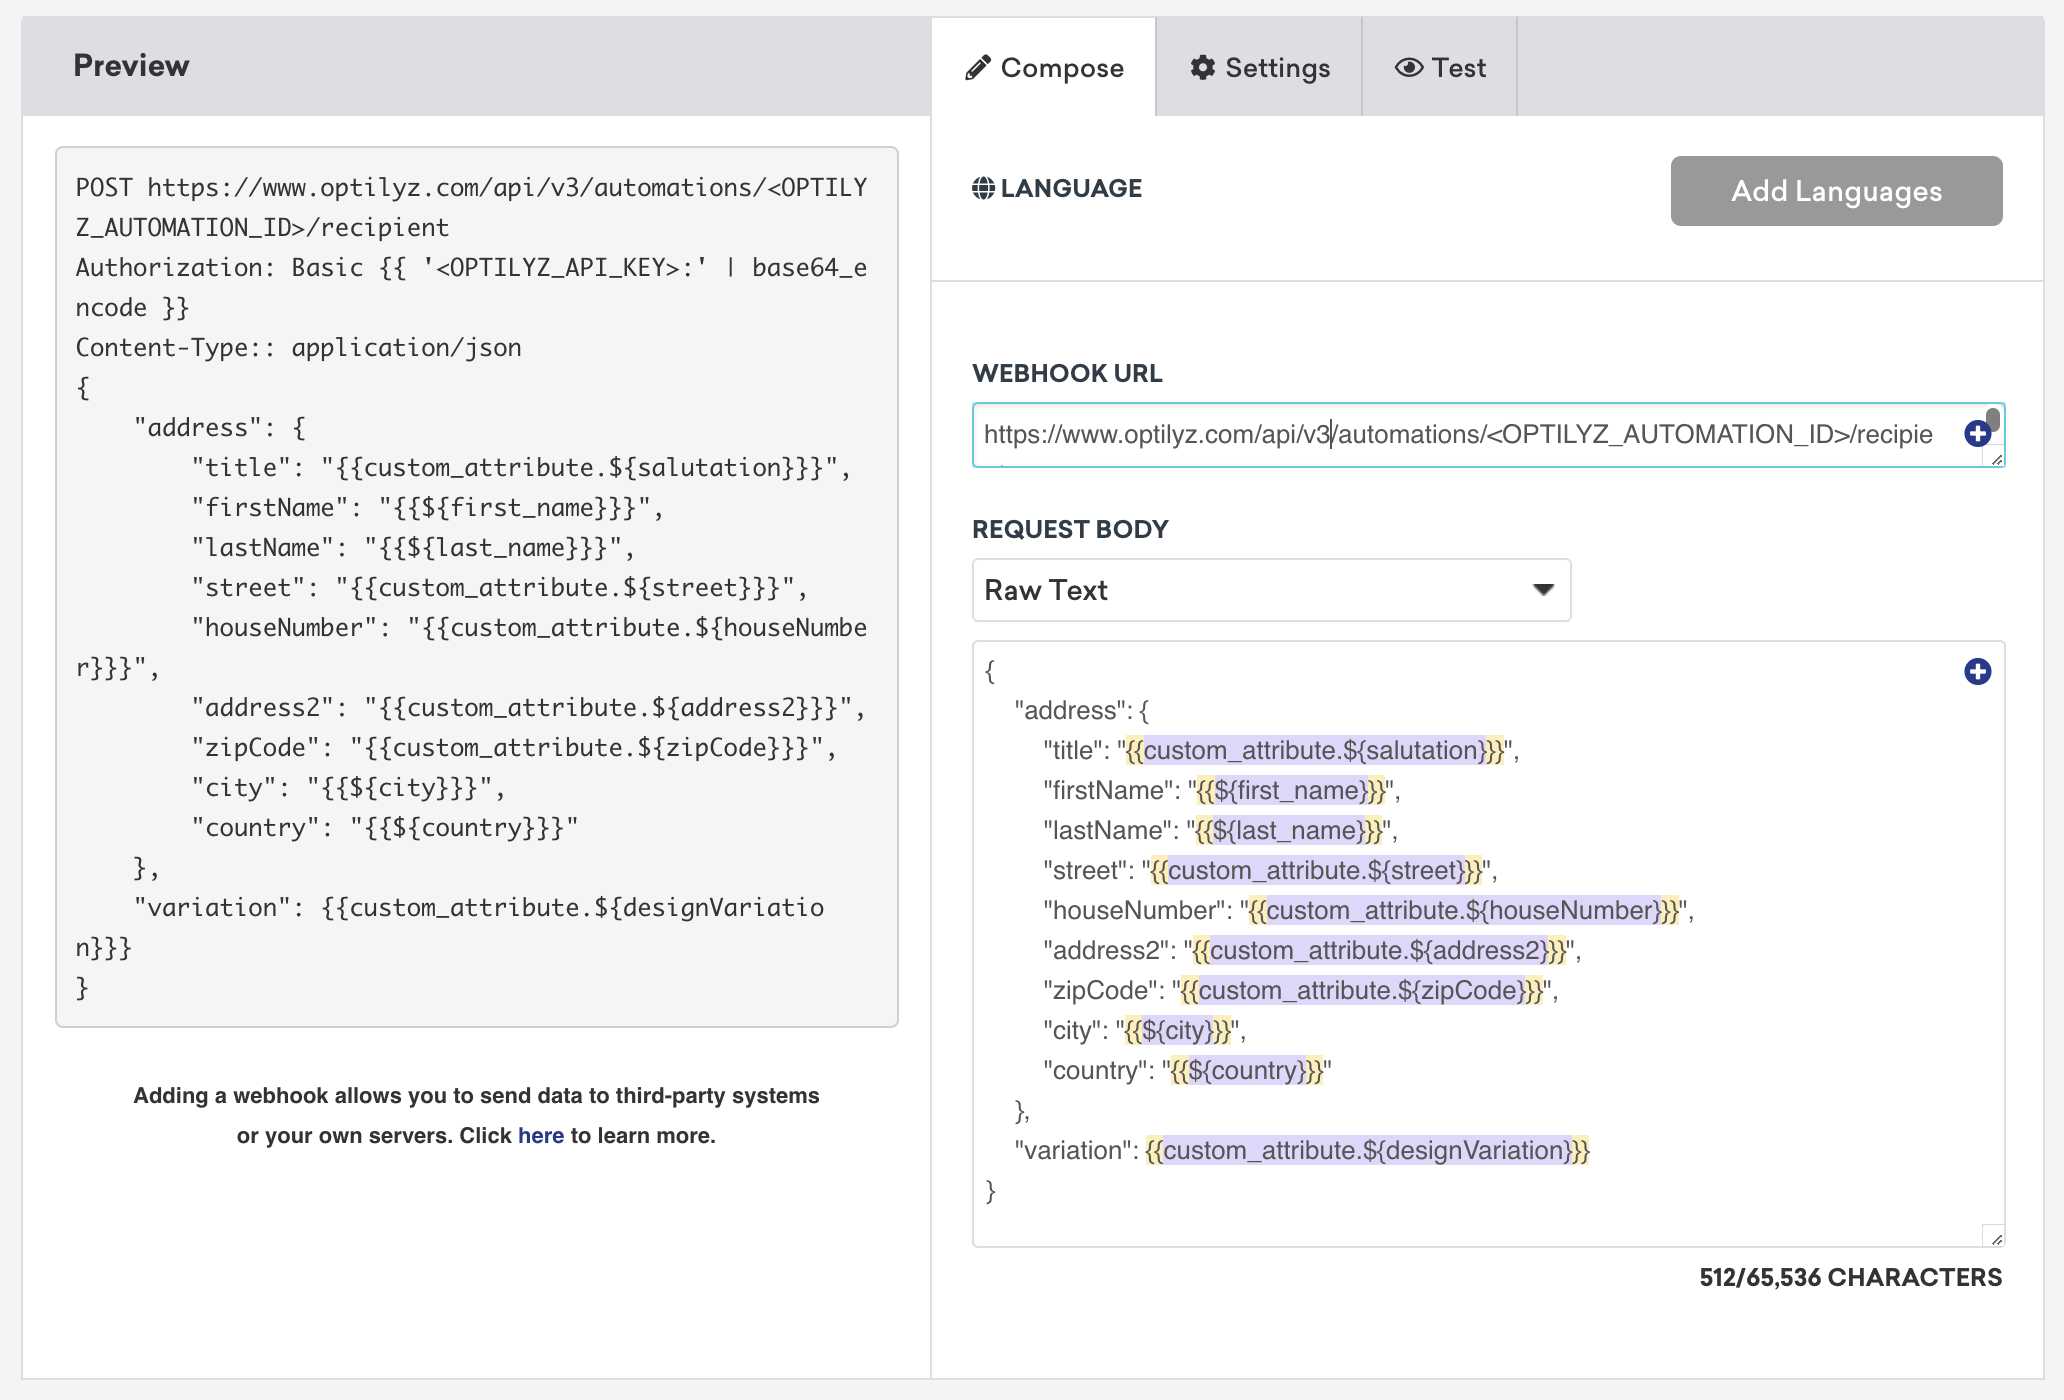 Preview
POST https://www.optilyz.com/api/v3/automations/<OPTILY
Z_AUTOMATION_ID>/recipient
Authorization: Basic {{ '<OPTILYZ_API_KEY>:' | base64_e
ncode }}
Content-Type:: application/json
{
    "address": {
        "title": "{{custom_attribute.${salutation}}}",
        "firstName": "{{${first_name}}}",
        "lastName": "{{${last_name}}}",
        "street": "{{custom_attribute.${street}}}",
        "houseNumber": "{{custom_attribute.${houseNumbe
r}}}",
        "address2": "{{custom_attribute.${address2}}}",
        "zipCode": "{{custom_attribute.${zipCode}}}",
        "city": "{{${city}}}",
        "country": "{{${country}}}"
    },
    "variation": {{custom_attribute.${designVariatio
n}}}
}
Adding a webhook allows you to send data to third-party systems
or your own servers. Click here to learn more.
Compose
Settings
Test
LANGUAGE
Add Languages
WEBHOOK URL
https://www.optilyz.com/api/v3/automations/<OPTILYZ_AUTOMATION_ID>/recipie
REQUEST BODY
Raw Text
{
    "address": {
        "title": "{{custom_attribute.${salutation}}}",
        "firstName": "{{${first_name}}}",
        "lastName": "{{${last_name}}}",
        "street": "{{custom_attribute.${street}}}",
        "houseNumber": "{{custom_attribute.${houseNumber}}}",
        "address2": "{{custom_attribute.${address2}}}",
        "zipCode": "{{custom_attribute.${zipCode}}}",
        "city": "{{${city}}}",
        "country": "{{${country}}}"
    },
    "variation": {{custom_attribute.${designVariation}}}
}
512/65,536 CHARACTERS